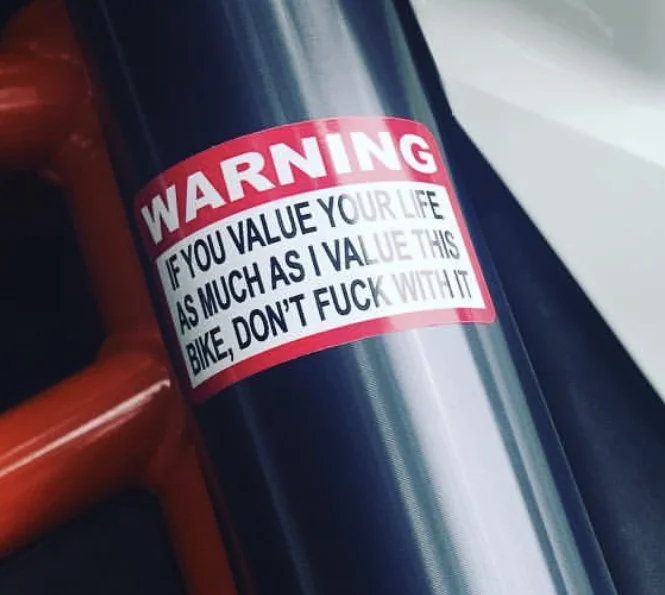 WARNING
IF YOU VALUE YOUR LIFE
AS MUCH AS I VALUE THIS
BIKE, DON'T FUCK WITH IT